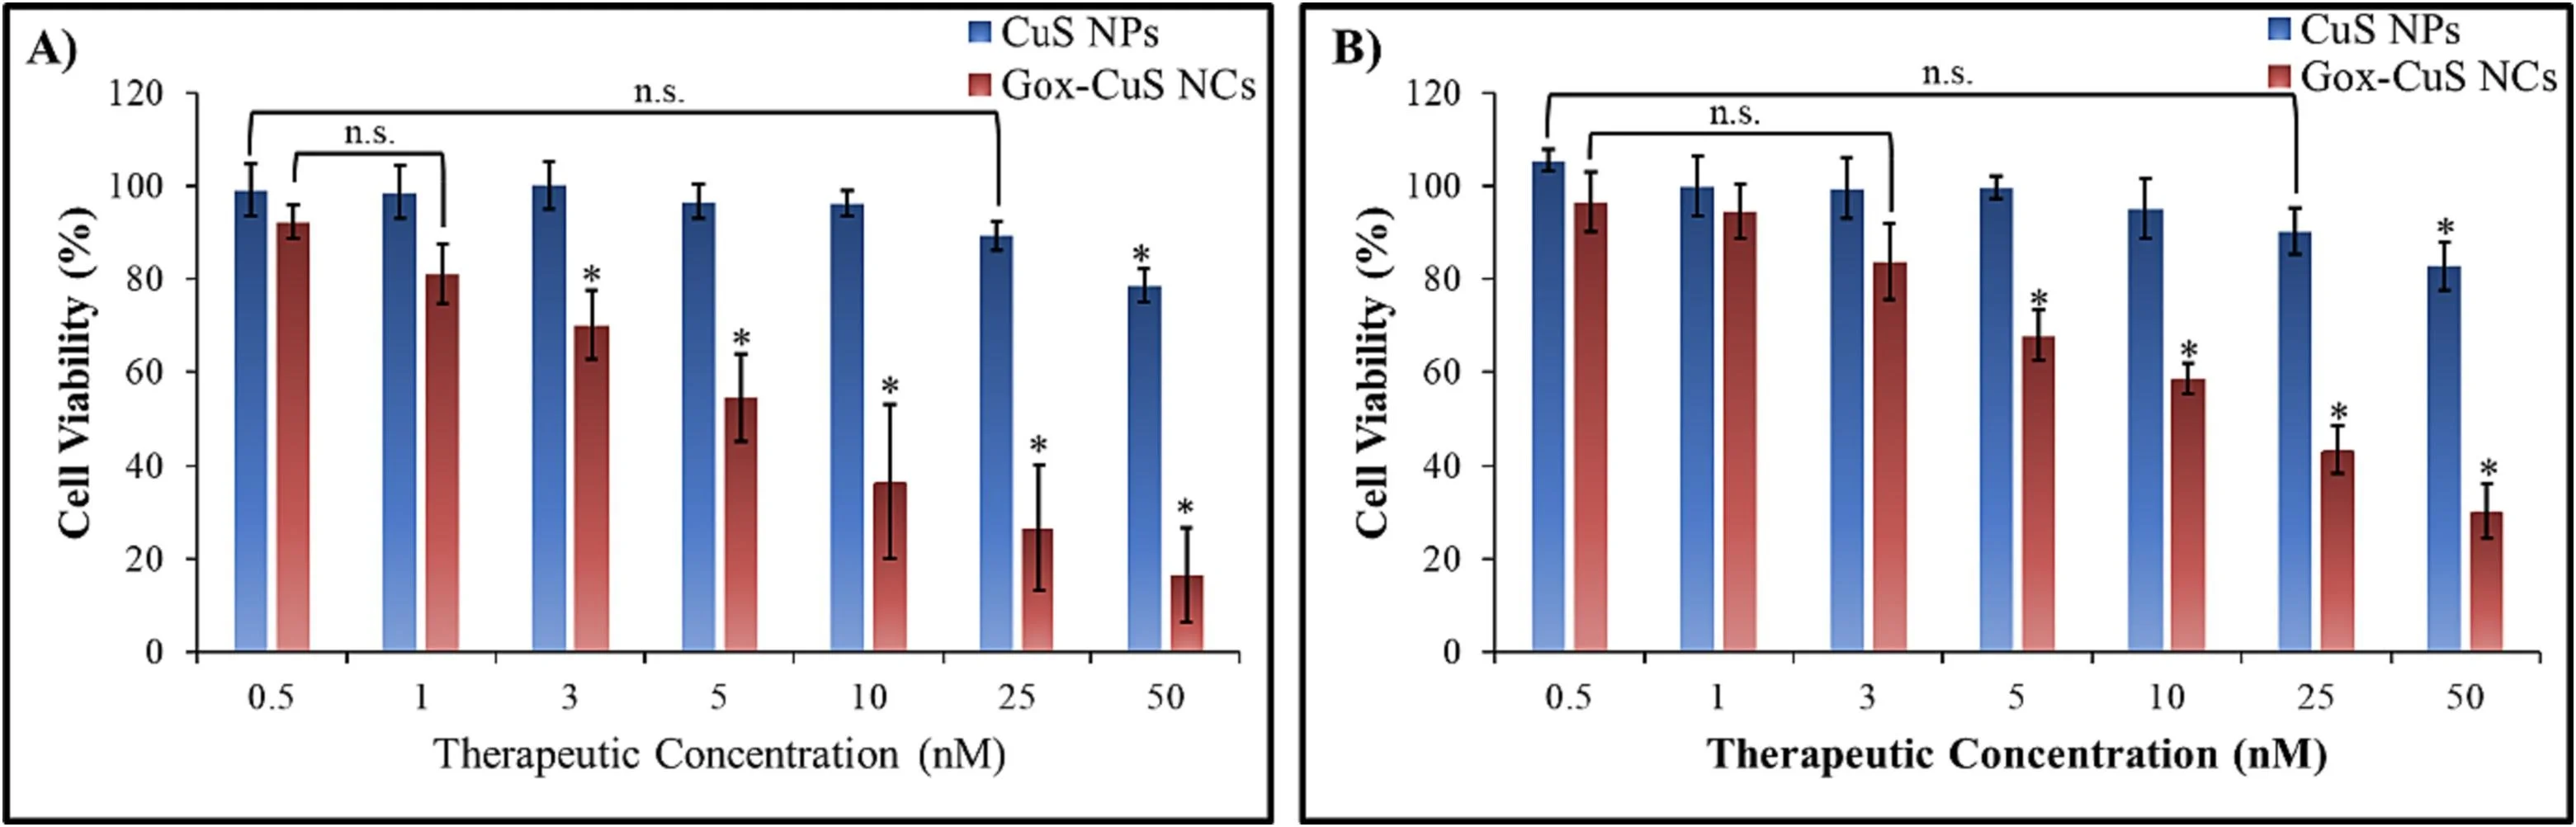 A)
CuS NPs
Gox-CuS NCs
n.s.
n.s.
120
100
80
60
40
20
0
Cell Viability (%)
*
*
*
*
*
*
0.5 1 3 5 10 25 50
Therapeutic Concentration (nM)
B)
CuS NPs
Gox-CuS NCs
n.s.
n.s.
120
100
80
60
40
20
0
Cell Viability (%)
*
*
*
*
*
0.5 1 3 5 10 25 50
Therapeutic Concentration (nM)